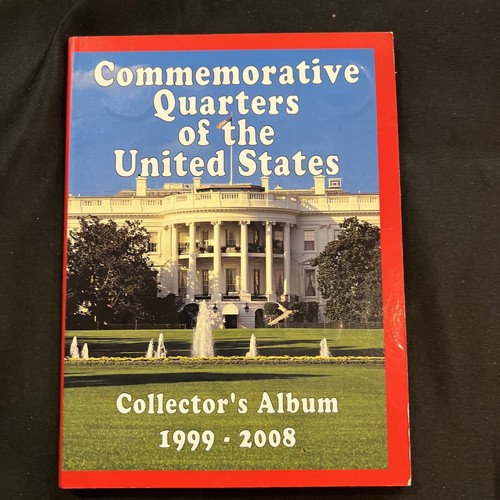 Commemorative
Quarters
of the
United States
Collector's Album
1999 - 2008